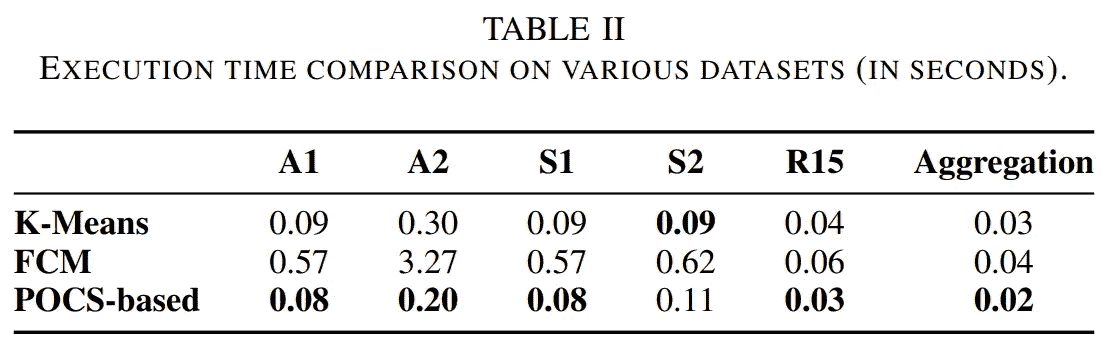 TABLE II
EXECUTION TIME COMPARISON ON VARIOUS DATASETS (IN SECONDS).
A1 A2 S1 S2 R15 Aggregation
K-Means 0.09 0.30 0.09 0.09 0.04 0.03
FCM 0.57 3.27 0.57 0.62 0.06 0.04
POCS-based 0.08 0.20 0.08 0.11 0.03 0.02